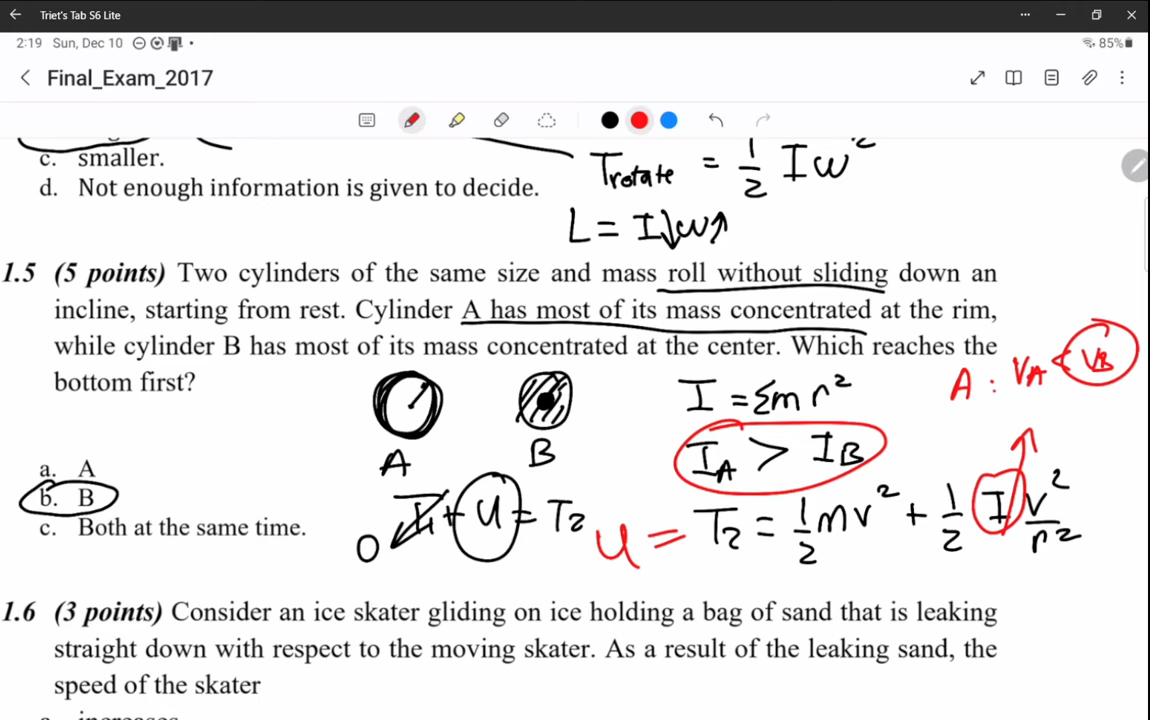 Triet's Tab S6 Lite
2:19 Sun, Dec 10
85%
Final_Exam_2017
c. smaller.
d. Not enough information is given to decide.
Trotate = 1/2 Iω²
L = I↓ω↑
1.5 (5 points) Two cylinders of the same size and mass roll without sliding down an
incline, starting from rest. Cylinder A has most of its mass concentrated at the rim,
while cylinder B has most of its mass concentrated at the center. Which reaches the
bottom first?
A : VA < VB
I = Σmr²
A
B
IA > IB
a. A
b. B
c. Both at the same time.
0
T1 + U = T2
U = T2 = 1/2 mv² + 1/2 I v²/r²
1.6 (3 points) Consider an ice skater gliding on ice holding a bag of sand that is leaking
straight down with respect to the moving skater. As a result of the leaking sand, the
speed of the skater
a. increases